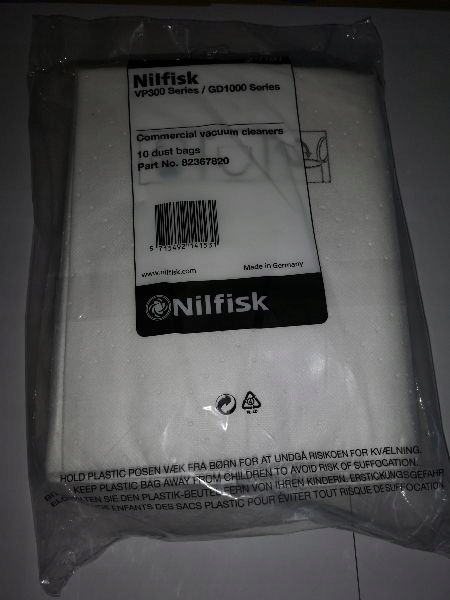 Nilfisk
VP300 Series / GD1000 Series
Commercial vacuum cleaners
10 dust bags
Part No. 82367820
5 715492 141531
www.nilfisk.com
Made in Germany
Nilfisk
HOLD PLASTIC POSEN VÆK FRA BØRN FOR AT UNDGÅ RISIKOEN FOR KVÆLNING.
KEEP PLASTIC BAG AWAY FROM CHILDREN TO AVOID RISK OF SUFFOCATION.
SIE DEN PLASTIK-BEUTEL FERN VON IHREN KINDERN, ERSTICKUNGSGEFAHR
ENFANTS DES SACS PLASTIC POUR ÉVITER TOUT RISQUE DE SUFFOCATION